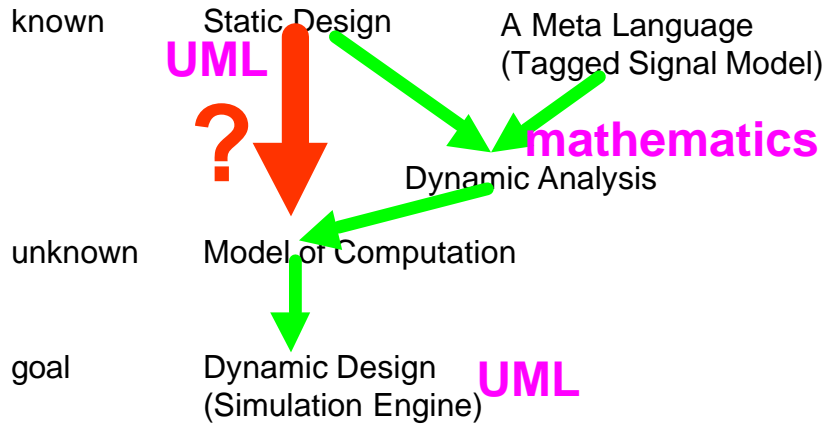 known Static Design A Meta Language
UML (Tagged Signal Model)
?
mathematics
Dynamic Analysis
unknown Model of Computation
goal Dynamic Design
UML
(Simulation Engine)